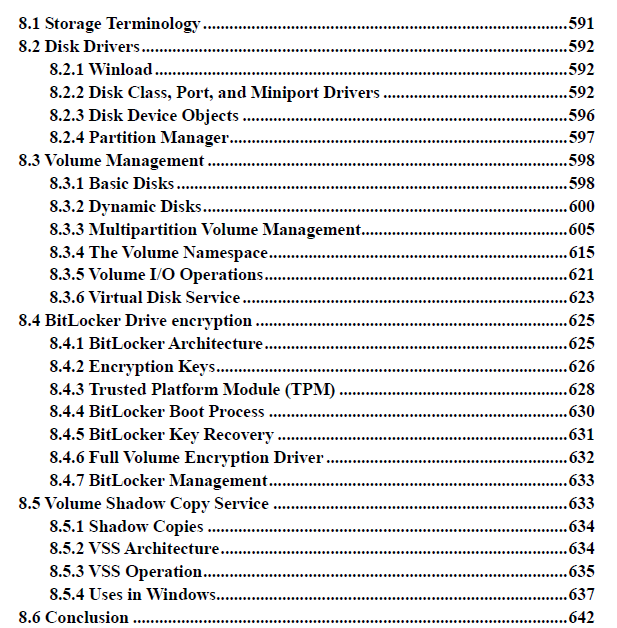 8.1 Storage Terminology....................................................................................591
8.2 Disk Drivers..................................................................................................592
8.2.1 Winload...............................................................................................592
8.2.2 Disk Class, Port, and Miniport Drivers..........................................592
8.2.3 Disk Device Objects...........................................................................596
8.2.4 Partition Manager..............................................................................597
8.3 Volume Management...................................................................................598
8.3.1 Basic Disks..........................................................................................598
8.3.2 Dynamic Disks....................................................................................600
8.3.3 Multipartition Volume Management...............................................605
8.3.4 The Volume Namespace.....................................................................615
8.3.5 Volume I/O Operations......................................................................621
8.3.6 Virtual Disk Service...........................................................................623
8.4 BitLocker Drive encryption........................................................................625
8.4.1 BitLocker Architecture......................................................................625
8.4.2 Encryption Keys.................................................................................626
8.4.3 Trusted Platform Module (TPM)....................................................628
8.4.4 BitLocker Boot Process.....................................................................630
8.4.5 BitLocker Key Recovery...................................................................631
8.4.6 Full Volume Encryption Driver........................................................632
8.4.7 BitLocker Management.....................................................................633
8.5 Volume Shadow Copy Service....................................................................633
8.5.1 Shadow Copies...................................................................................634
8.5.2 VSS Architecture................................................................................634
8.5.3 VSS Operation....................................................................................635
8.5.4 Uses in Windows.................................................................................637
8.6 Conclusion....................................................................................................642